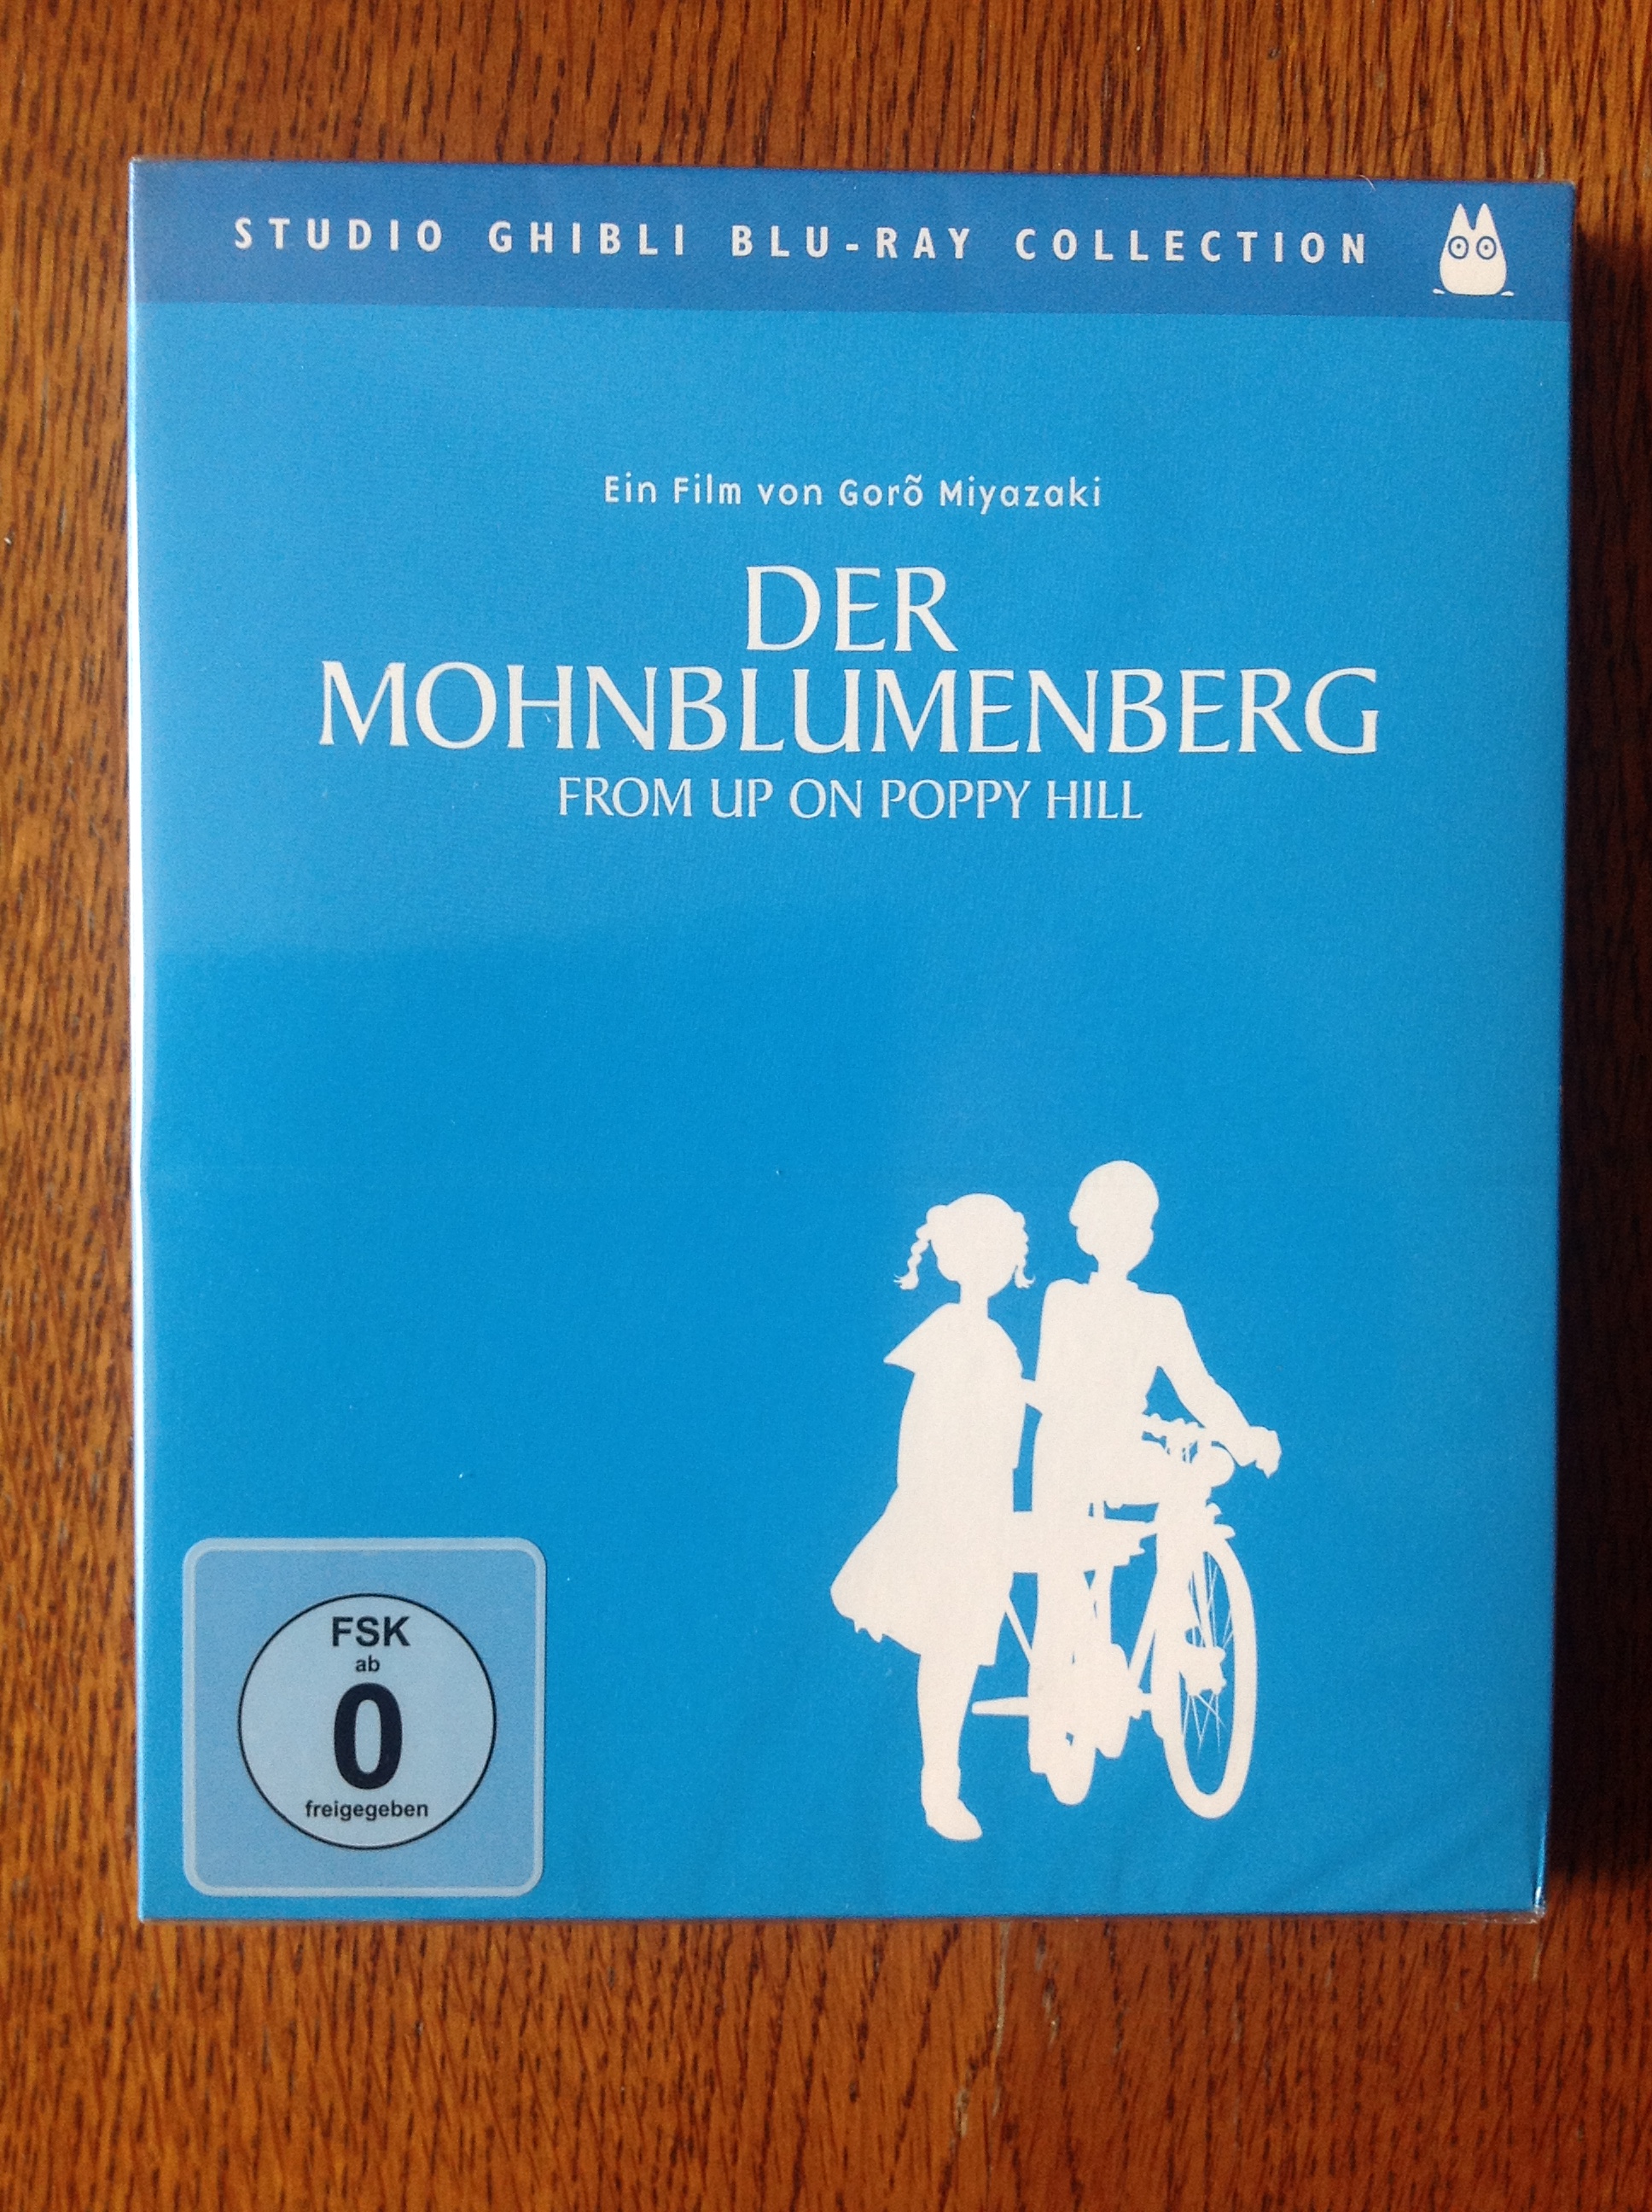 STUDIO GHIBLI BLU-RAY COLLECTION
Ein Film von Gorõ Miyazaki
DER
MOHNBLUMENBERG
FROM UP ON POPPY HILL
FSK
ab
0
freigegeben